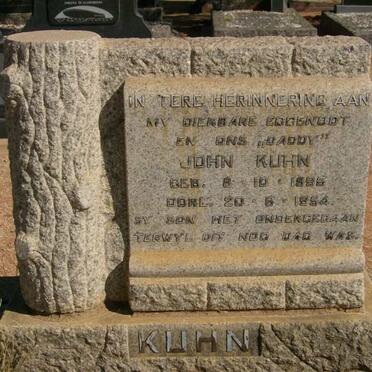 IN TERE HERINNERING AAN
MY DIERBARE EGGENOOT
EN ONS „DADDY"
JOHN KUHN
GEB. 8 - 10 - 1895
OORL. 20 - 6 - 1954.
SY SON HET ONDERGEGAAN
TERWYL DIT NOG DAG WAS.
KUHN